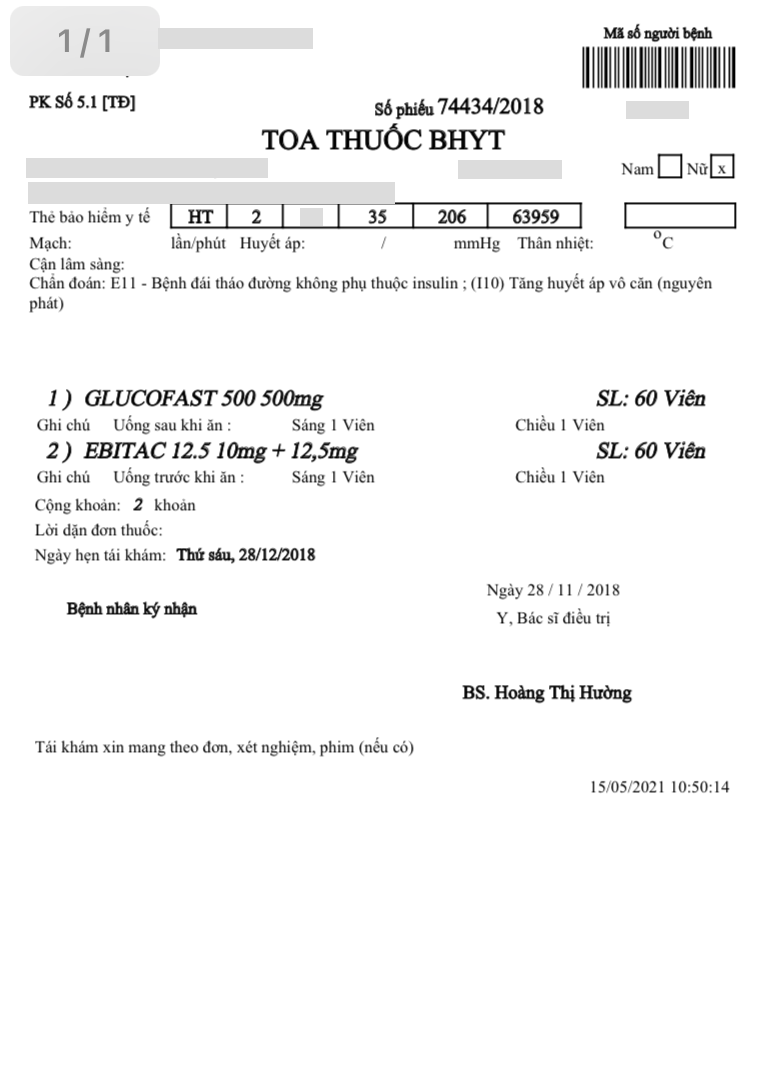 1/1
Mã số người bệnh
PK Số 5.1 [TĐ]
Số phiếu 74434/2018
TOA THUỐC BHYT
Nam Nữ x
Thẻ bảo hiểm y tế HT 2 35 206 63959
Mạch: lần/phút Huyết áp: / mmHg Thân nhiệt: °C
Cận lâm sàng:
Chẩn đoán: E11 - Bệnh đái tháo đường không phụ thuộc insulin ; (I10) Tăng huyết áp vô căn (nguyên
phát)
1 ) GLUCOFAST 500 500mg SL: 60 Viên
Ghi chú Uống sau khi ăn : Sáng 1 Viên Chiều 1 Viên
2 ) EBITAC 12.5 10mg + 12,5mg SL: 60 Viên
Ghi chú Uống trước khi ăn : Sáng 1 Viên Chiều 1 Viên
Cộng khoản: 2 khoản
Lời dặn đơn thuốc:
Ngày hẹn tái khám: Thứ sáu, 28/12/2018
Ngày 28 / 11 / 2018
Bệnh nhân ký nhận
Y, Bác sĩ điều trị
BS. Hoàng Thị Hường
Tái khám xin mang theo đơn, xét nghiệm, phim (nếu có)
15/05/2021 10:50:14